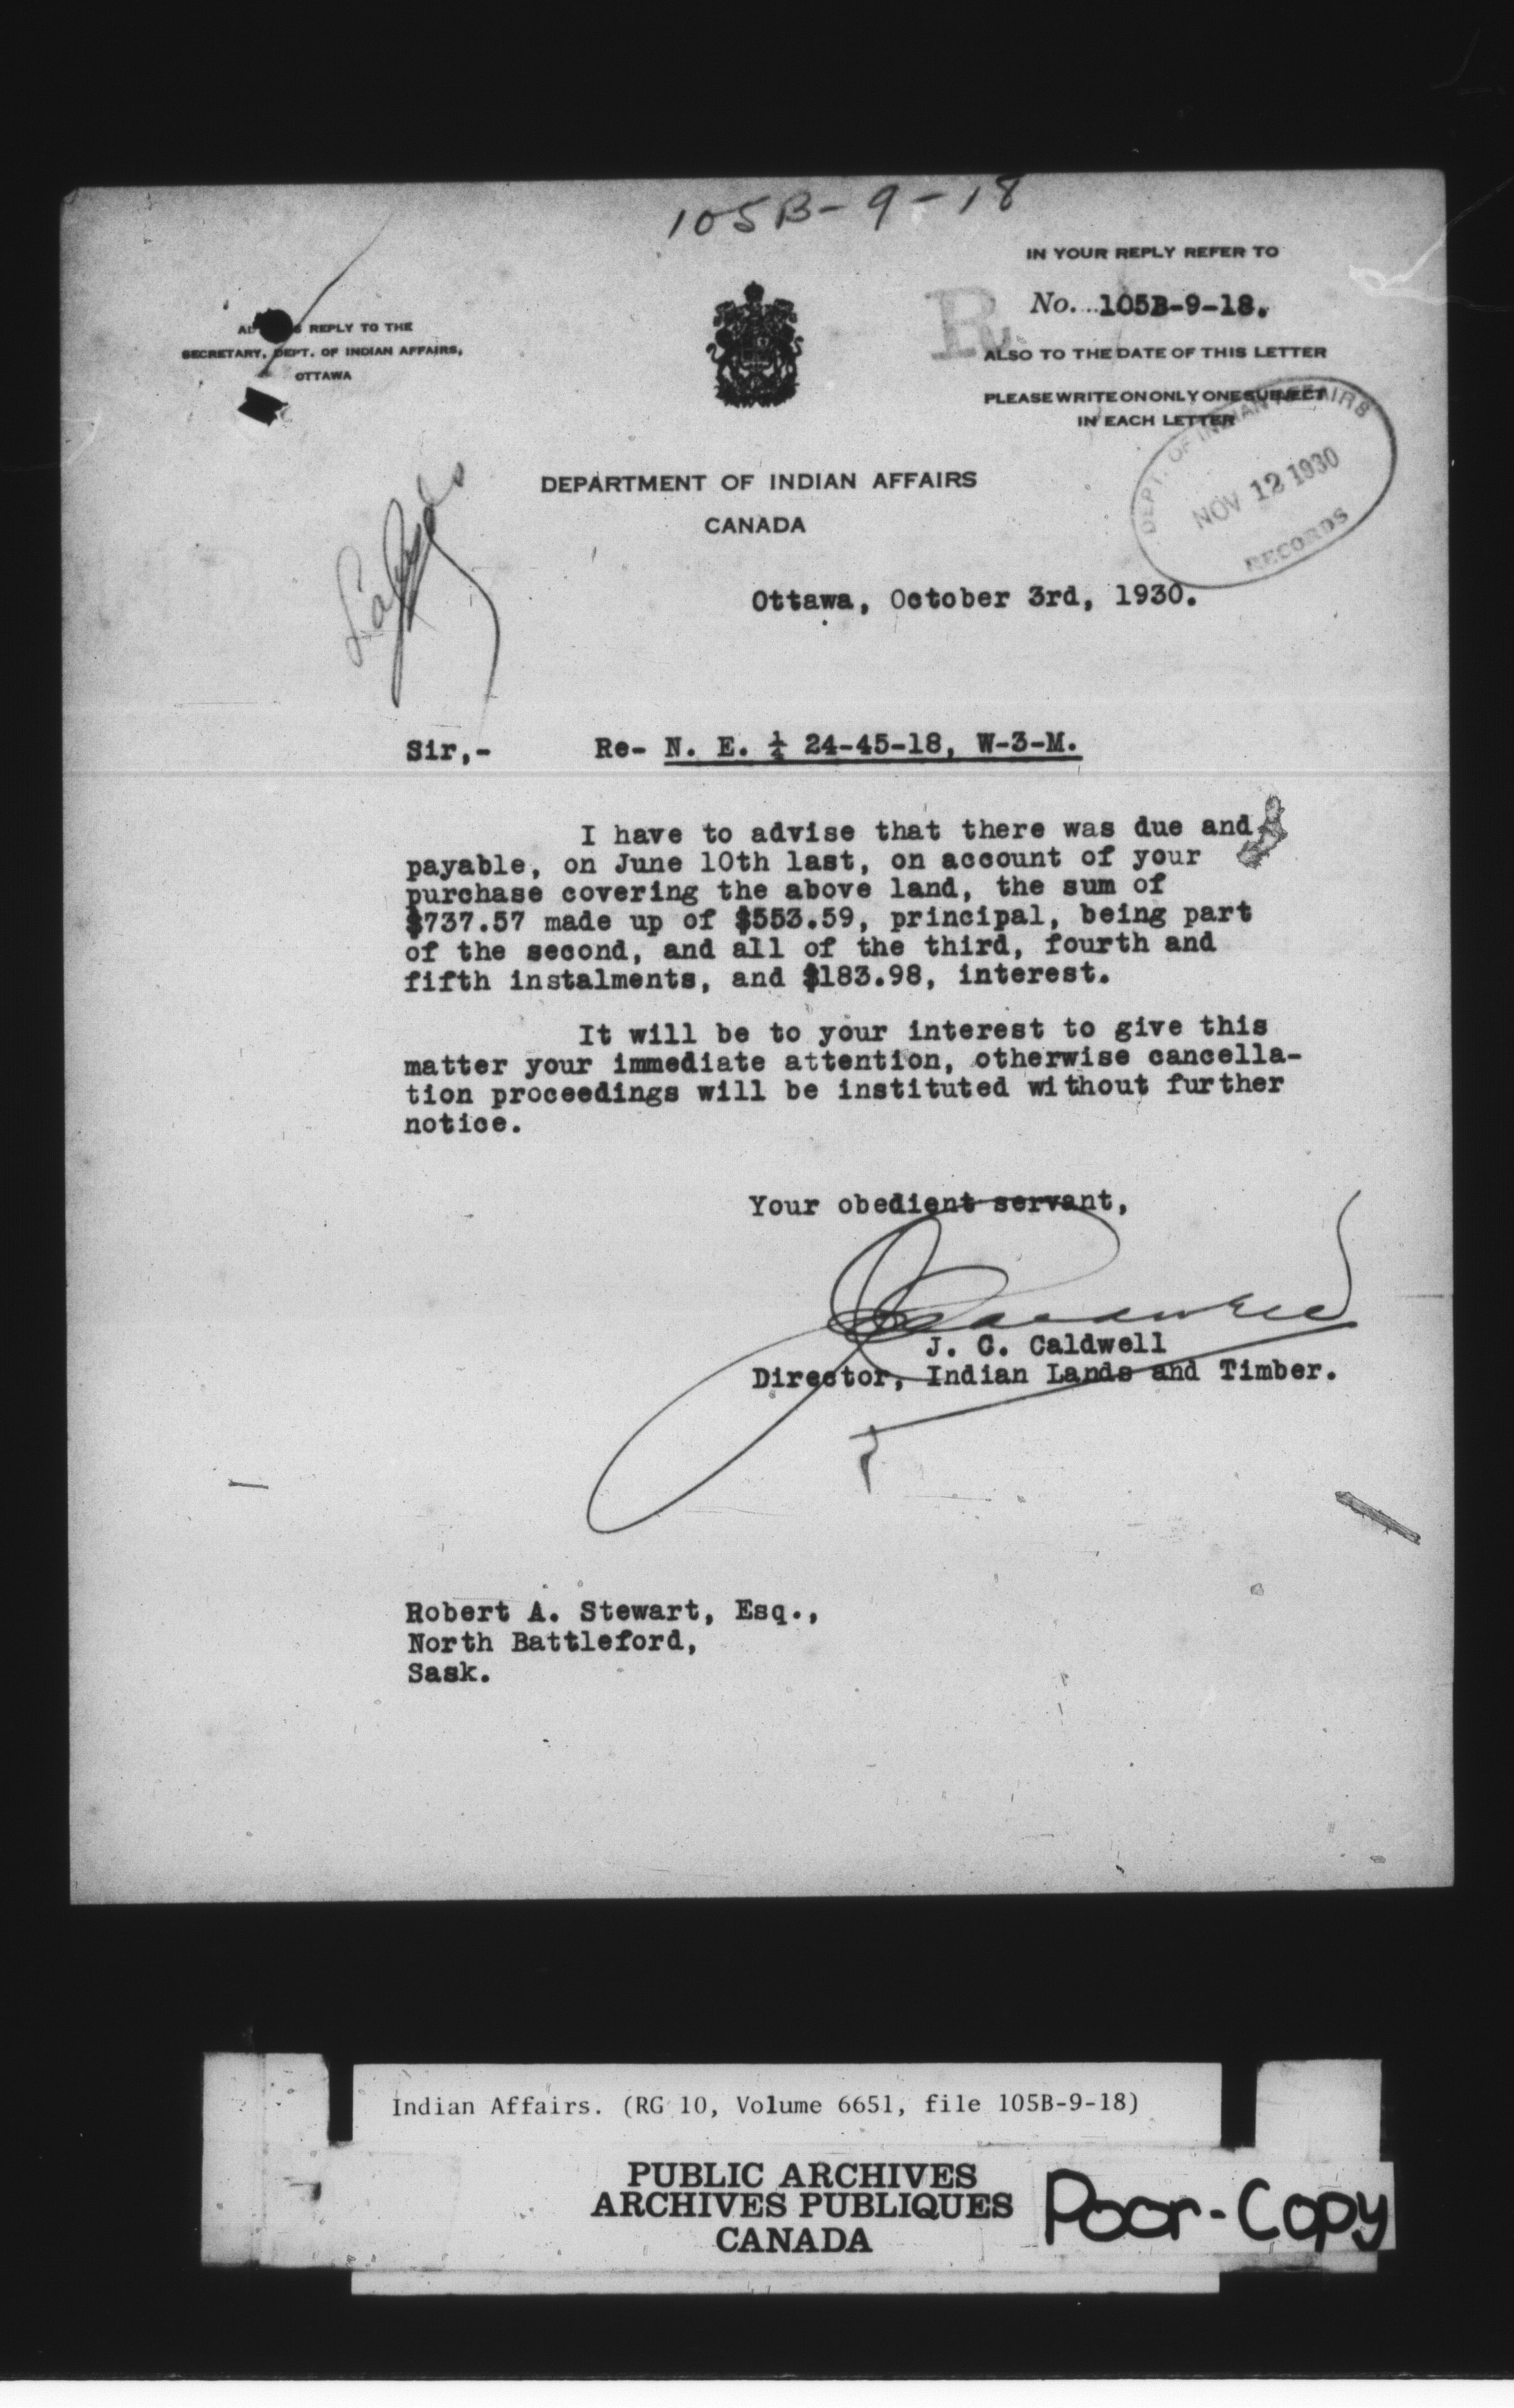 105B-9-18
IN YOUR REPLY REFER TO
No. 105B-9-18.
ALSO TO THE DATE OF THIS LETTER
PLEASE WRITE ON ONLY ONE SUBJECT
IN EACH LETTER
R
REPLY TO THE
SECRETARY, DEPT. OF INDIAN AFFAIRS,
OTTAWA
DEPT. OF INDIAN AFFAIRS
NOV 12 1930
RECORDS
DEPARTMENT OF INDIAN AFFAIRS
CANADA
Ottawa, October 3rd, 1930.
Sir,- Re- N. E. ¼ 24-45-18, W-3-M.
I have to advise that there was due and
payable, on June 10th last, on account of your
purchase covering the above land, the sum of
$737.57 made up of $553.59, principal, being part
of the second, and all of the third, fourth and
fifth instalments, and $183.98, interest.
It will be to your interest to give this
matter your immediate attention, otherwise cancella-
tion proceedings will be instituted without further
notice.
Your obedient servant,
J. C. Caldwell
Director, Indian Lands and Timber.
Robert A. Stewart, Esq.,
North Battleford,
Sask.
Indian Affairs. (RG 10, Volume 6651, file 105B-9-18)
PUBLIC ARCHIVES
ARCHIVES PUBLIQUES
CANADA
Poor-Copy